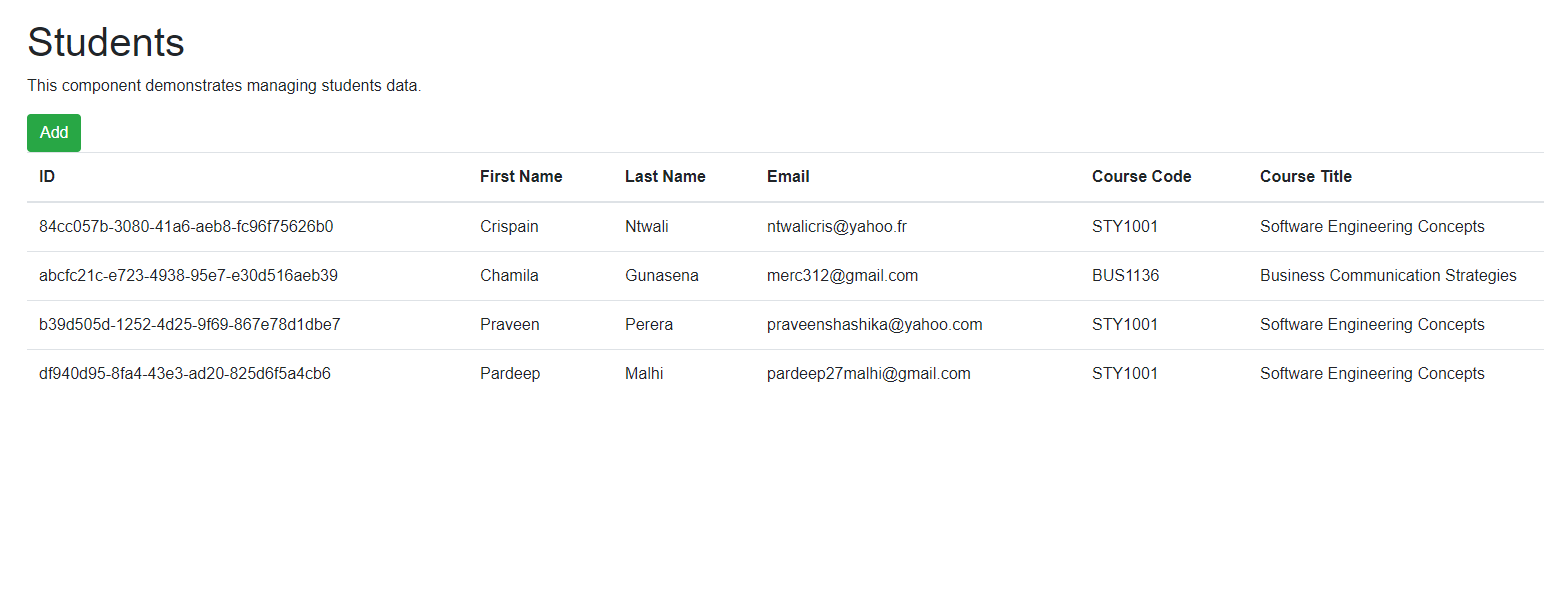 Students
This component demonstrates managing students data.
Add
ID First Name Last Name Email Course Code Course Title
84cc057b-3080-41a6-aeb8-fc96f75626b0 Crispain Ntwali ntwalicris@yahoo.fr STY1001 Software Engineering Concepts
abcfc21c-e723-4938-95e7-e30d516aeb39 Chamila Gunasena merc312@gmail.com BUS1136 Business Communication Strategies
b39d505d-1252-4d25-9f69-867e78d1dbe7 Praveen Perera praveenshashika@yahoo.com STY1001 Software Engineering Concepts
df940d95-8fa4-43e3-ad20-825d6f5a4cb6 Pardeep Malhi pardeep27malhi@gmail.com STY1001 Software Engineering Concepts